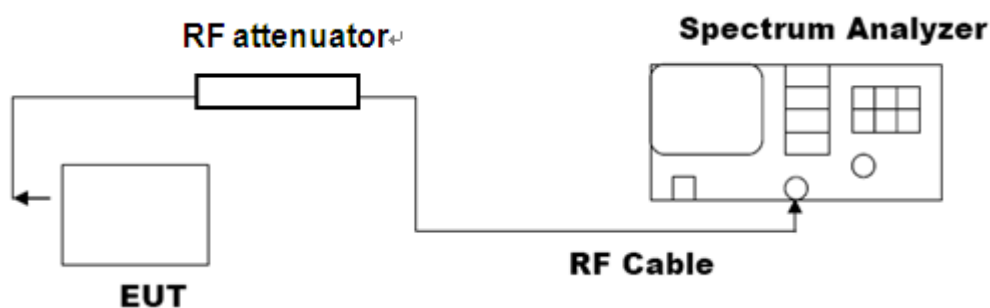 RF attenuator↵
Spectrum Analyzer
RF Cable
EUT